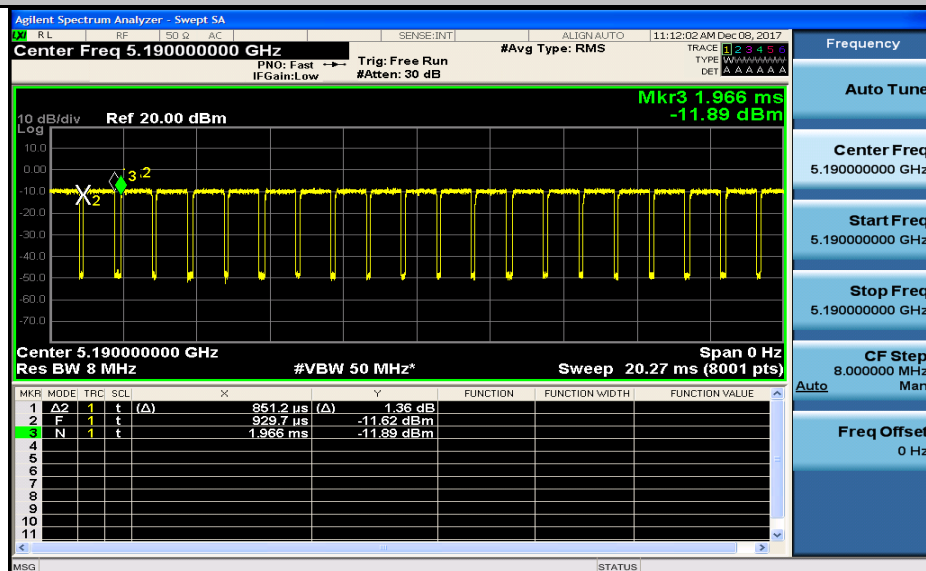 Agilent Spectrum Analyzer - Swept SA
LXI RL RF 50 Ω AC SENSE:INT ALIGN AUTO 11:12:02 AM Dec 08, 2017
Center Freq 5.190000000 GHz
PNO: Fast
IFGain:Low
Trig: Free Run
#Atten: 30 dB
#Avg Type: RMS
TRACE 1 2 3 4 5 6
TYPE WWWWWW
DET A A A A A A
Mkr3 1.966 ms
-11.89 dBm
10 dB/div Ref 20.00 dBm
Log
10.0
0.00
-10.0
-20.0
-30.0
-40.0
-50.0
-60.0
-70.0
3 2
2
Center 5.190000000 GHz Span 0 Hz
Res BW 8 MHz #VBW 50 MHz* Sweep 20.27 ms (8001 pts)
MKR MODE TRC SCL X Y FUNCTION FUNCTION WIDTH FUNCTION VALUE
1 Δ2 1 t (Δ) 851.2 µs (Δ) 1.36 dB
2 F 1 t 929.7 µs -11.62 dBm
3 N 1 t 1.966 ms -11.89 dBm
4
5
6
7
8
9
10
11
MSG STATUS
Frequency
Auto Tune
Center Freq
5.190000000 GHz
Start Freq
5.190000000 GHz
Stop Freq
5.190000000 GHz
CF Step
8.000000 MHz
Auto Man
Freq Offset
0 Hz